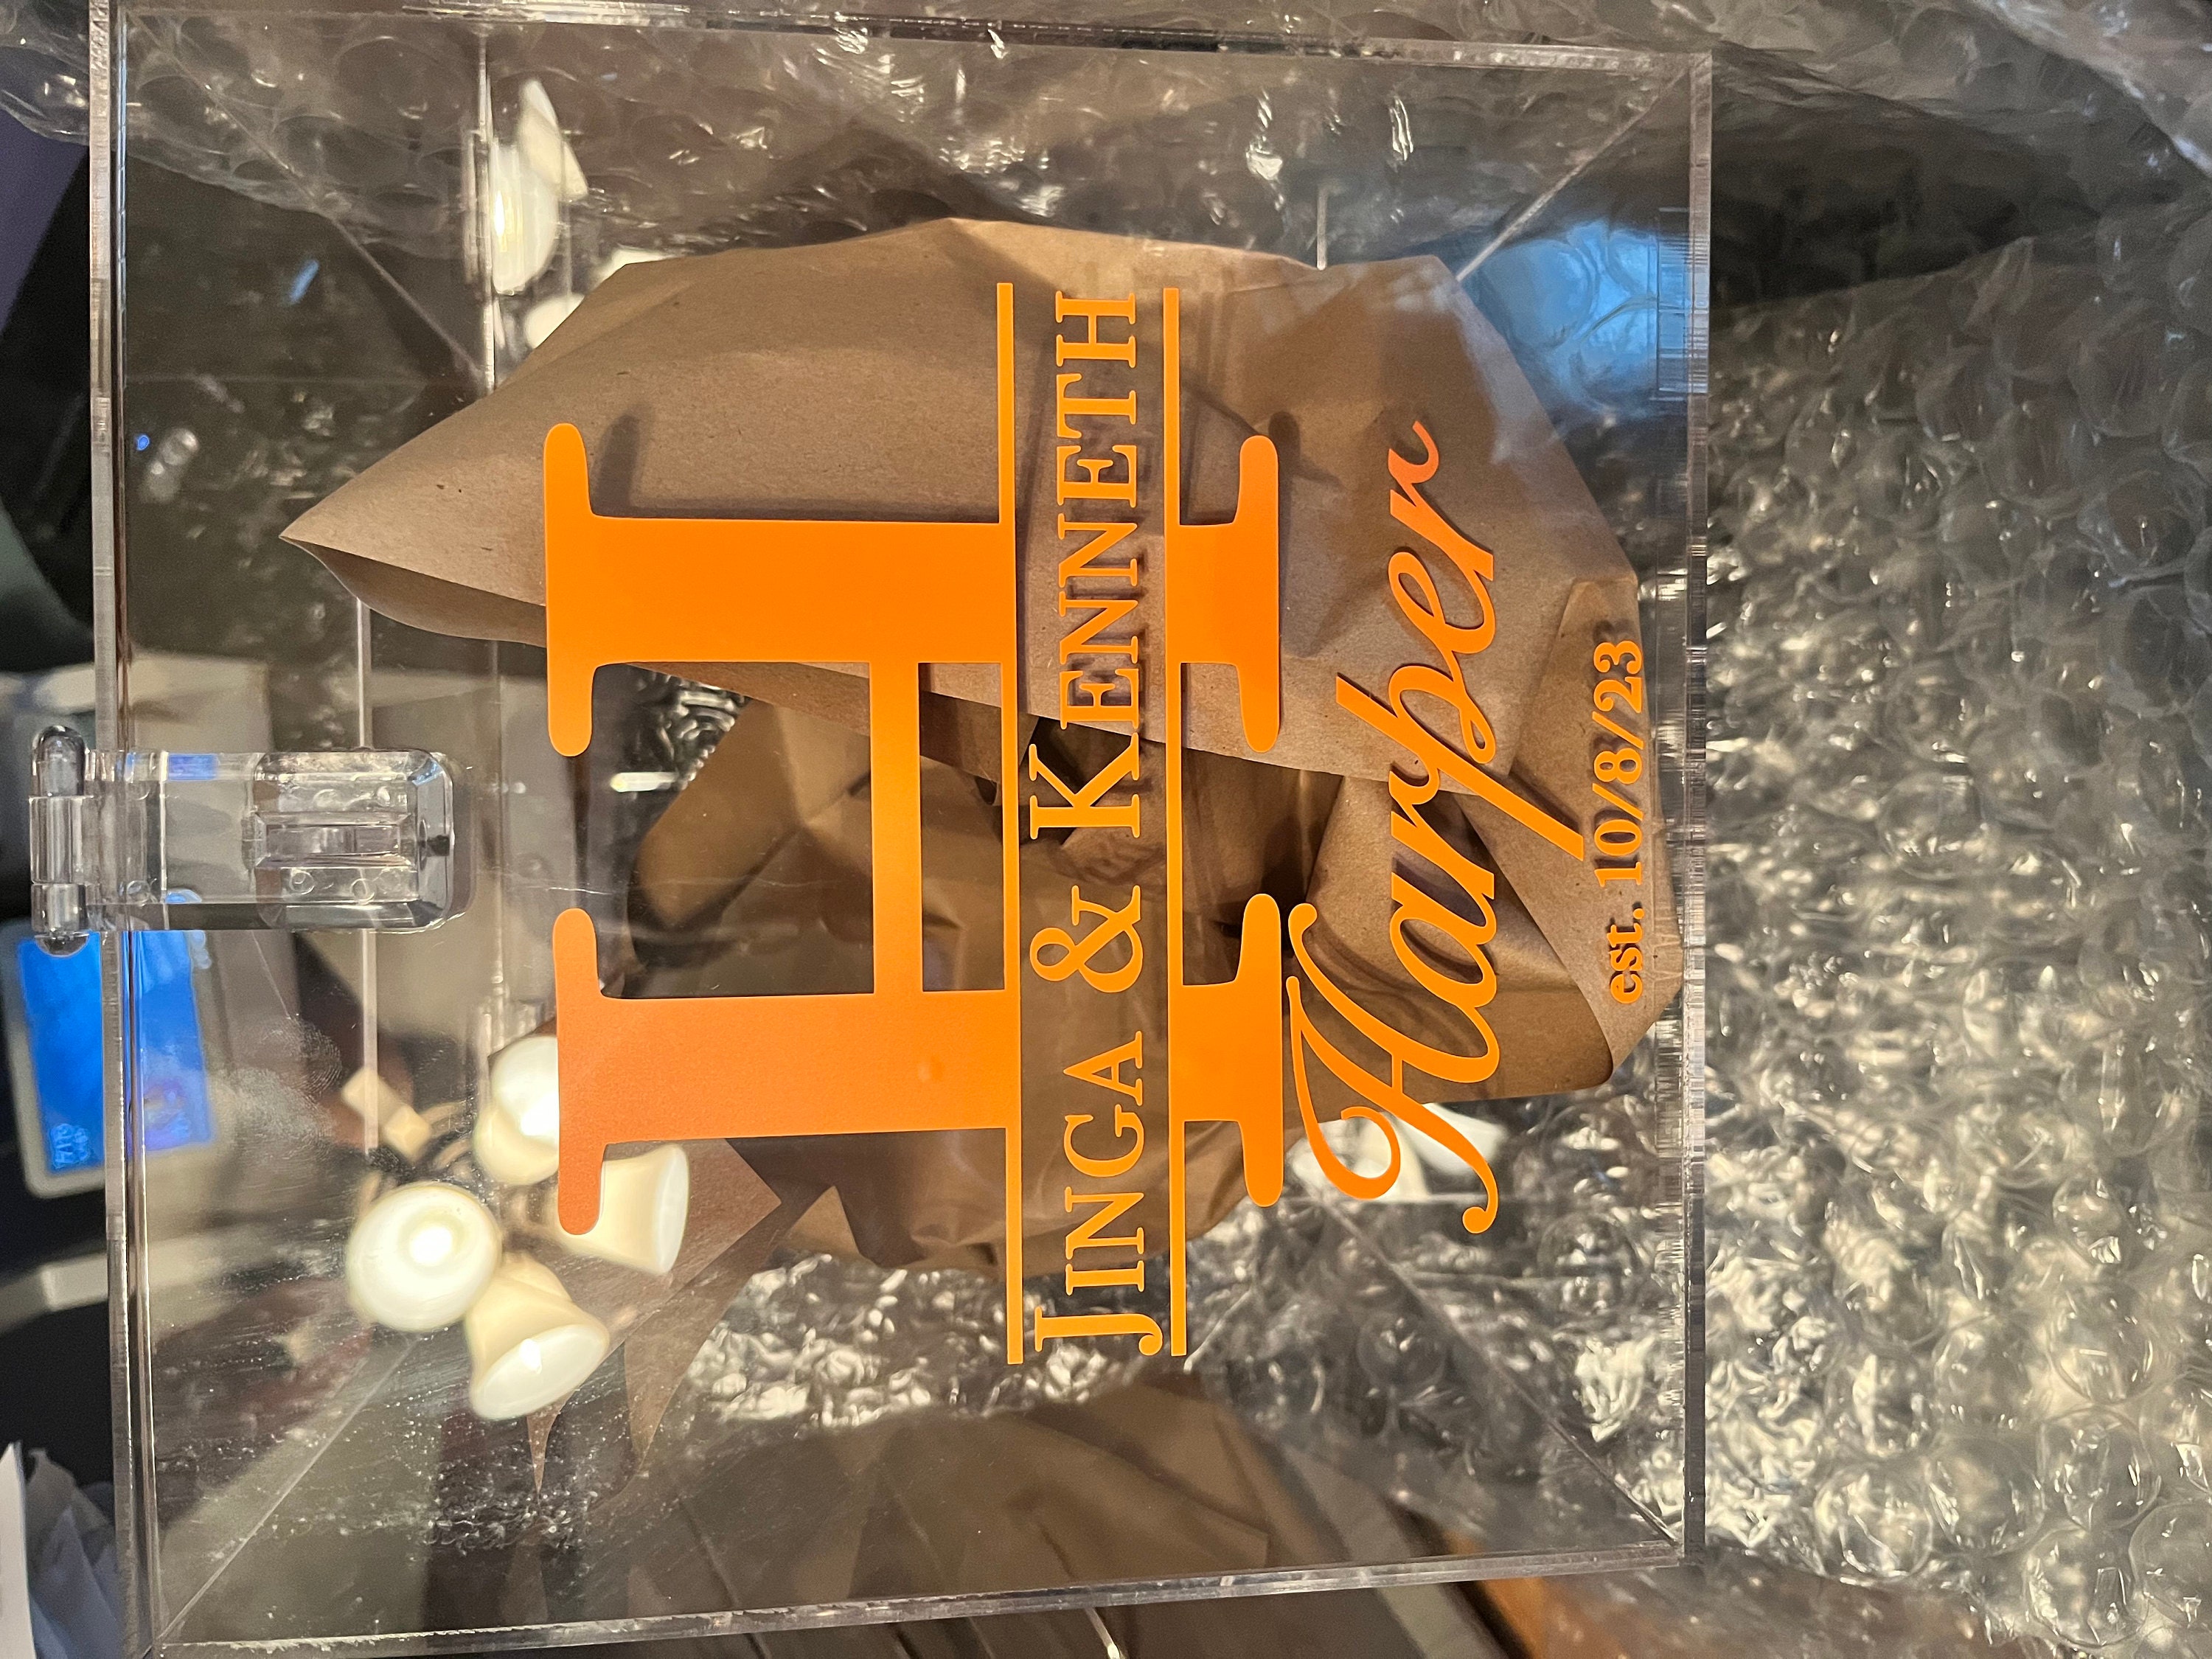 H
JINGA & KENNETH
Harper
est. 10/8/23